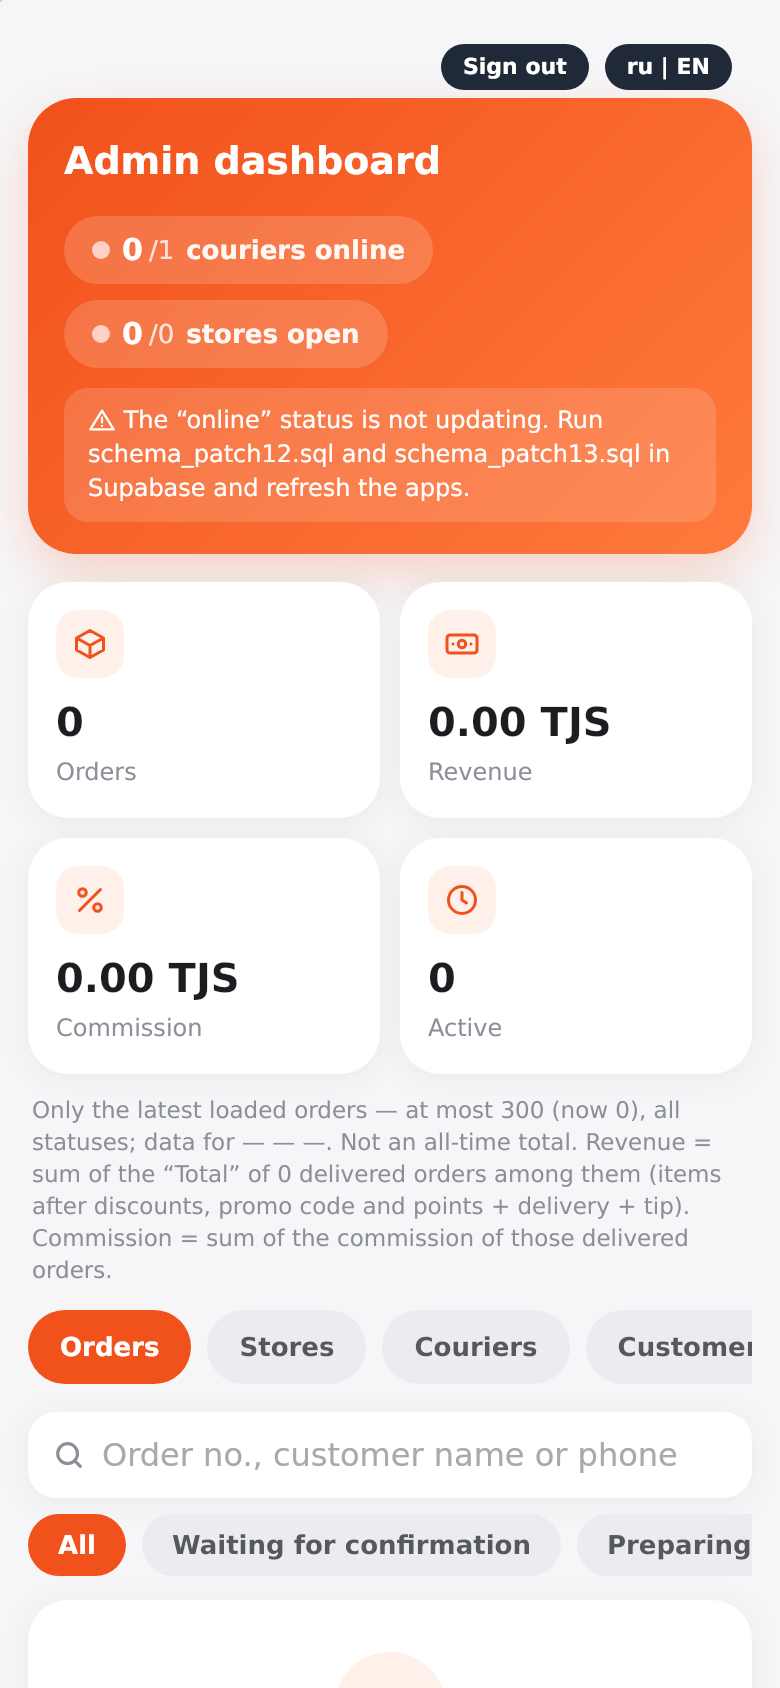 Sign out
ru | EN
Admin dashboard
0 /1 couriers online
0 /0 stores open
The “online” status is not updating. Run
schema_patch12.sql and schema_patch13.sql in
Supabase and refresh the apps.
0
Orders
0.00 TJS
Revenue
0.00 TJS
Commission
0
Active
Only the latest loaded orders — at most 300 (now 0), all
statuses; data for — — —. Not an all-time total. Revenue =
sum of the “Total” of 0 delivered orders among them (items
after discounts, promo code and points + delivery + tip).
Commission = sum of the commission of those delivered
orders.
Orders
Stores
Couriers
Customer
Order no., customer name or phone
All
Waiting for confirmation
Preparing